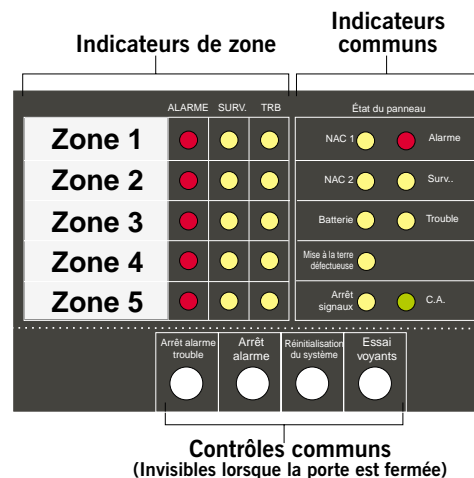 Indicateurs de zone
Indicateurs
communs
ALARME SURV. TRB
État du panneau
Zone 1
NAC 1
Alarme
Zone 2
NAC 2
Surv..
Zone 3
Batterie
Trouble
Zone 4
Mise à la terre
défectueuse
Zone 5
Arrêt
signaux
C.A.
Arrêt alarme
trouble
Arrêt
alarme
Réinitialisation
du système
Essai
voyants
Contrôles communs
(Invisibles lorsque la porte est fermée)